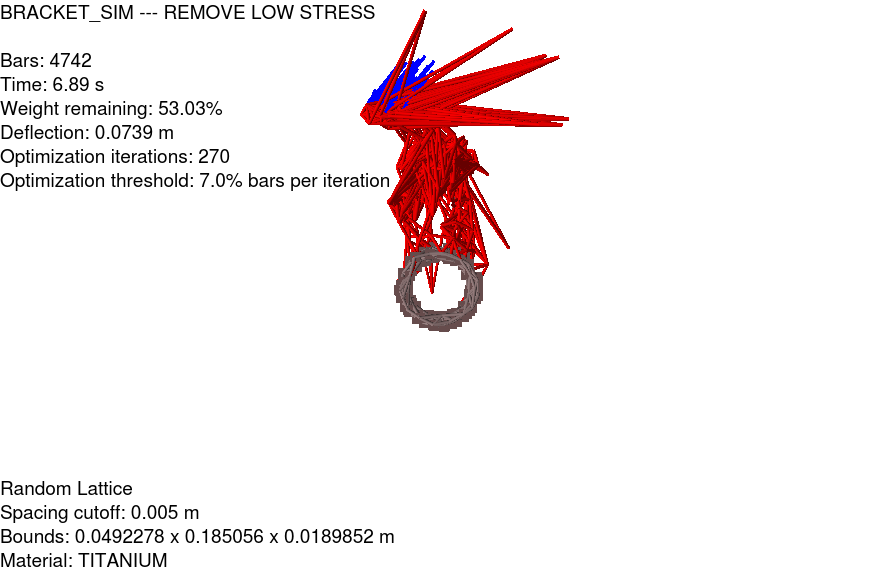 BRACKET_SIM --- REMOVE LOW STRESS
Bars: 4742
Time: 6.89 s
Weight remaining: 53.03%
Deflection: 0.0739 m
Optimization iterations: 270
Optimization threshold: 7.0% bars per iteration
Random Lattice
Spacing cutoff: 0.005 m
Bounds: 0.0492278 x 0.185056 x 0.0189852 m
Material: TITANIUM